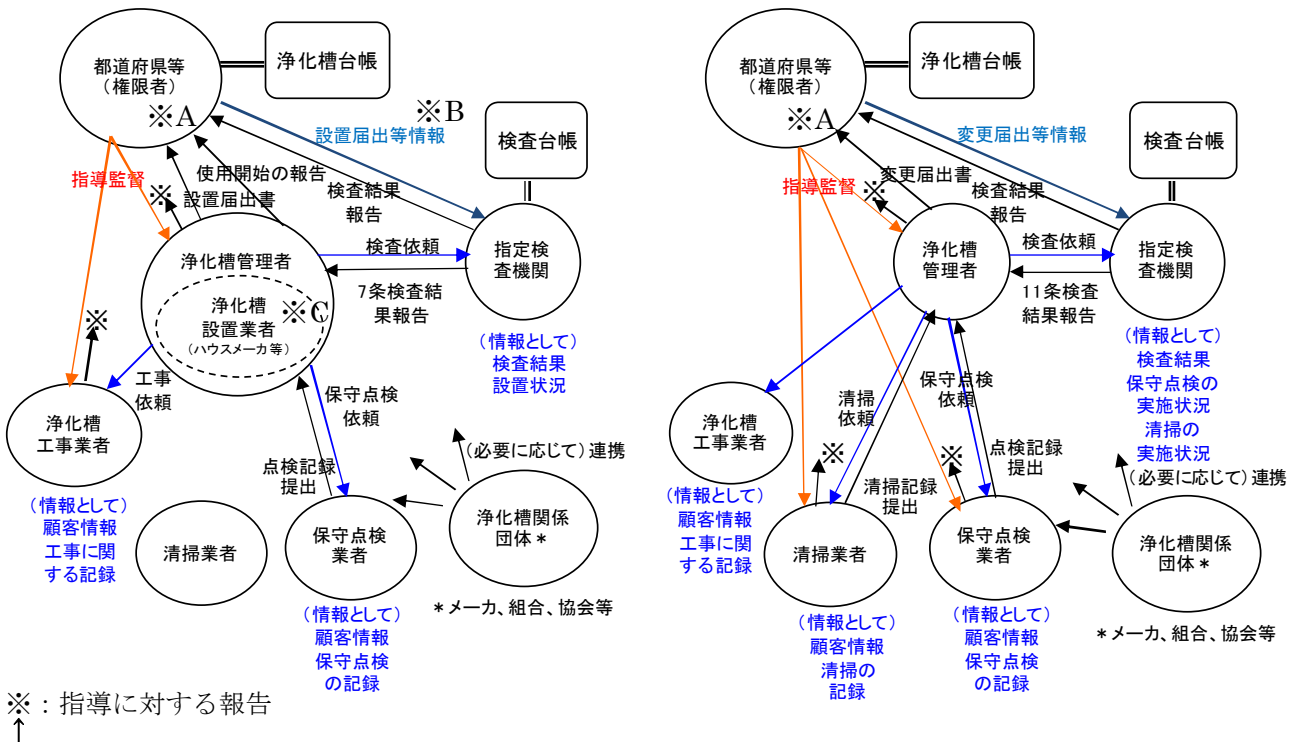 都道府県等
（権限者）
※A
浄化槽台帳
※B
設置届出等情報
検査台帳
指導監督
※
使用開始の報告
設置届出書
検査結果
報告
浄化槽管理者
浄化槽
設置業者
（ハウスメーカ等）
※C
検査依頼
7条検査結
果報告
指定検
査機関
（情報として）
検査結果
設置状況
※
工事
依頼
浄化槽
工事業者
（情報として）
顧客情報
工事に関
する記録
保守点検
依頼
点検記録
提出
清掃業者
保守点検
業者
（情報として）
顧客情報
保守点検
の記録
（必要に応じて）連携
浄化槽関係
団体＊
＊メーカ、組合、協会等
※：指導に対する報告
↑
都道府県等
（権限者）
※A
浄化槽台帳
変更届出等情報
検査台帳
指導監督
※
変更届出書
検査結果
報告
浄化槽
管理者
検査依頼
11条検査
結果報告
指定検
査機関
（情報として）
検査結果
保守点検の
実施状況
清掃の
実施状況
浄化槽
工事業者
（情報として）
顧客情報
工事に関
する記録
清掃
依頼
※
清掃記録
提出
保守点検
依頼
※
点検記録
提出
清掃業者
（情報として）
顧客情報
清掃の
記録
保守点検
業者
（情報として）
顧客情報
保守点検
の記録
（必要に応じて）連携
浄化槽関係
団体＊
＊メーカ、組合、協会等